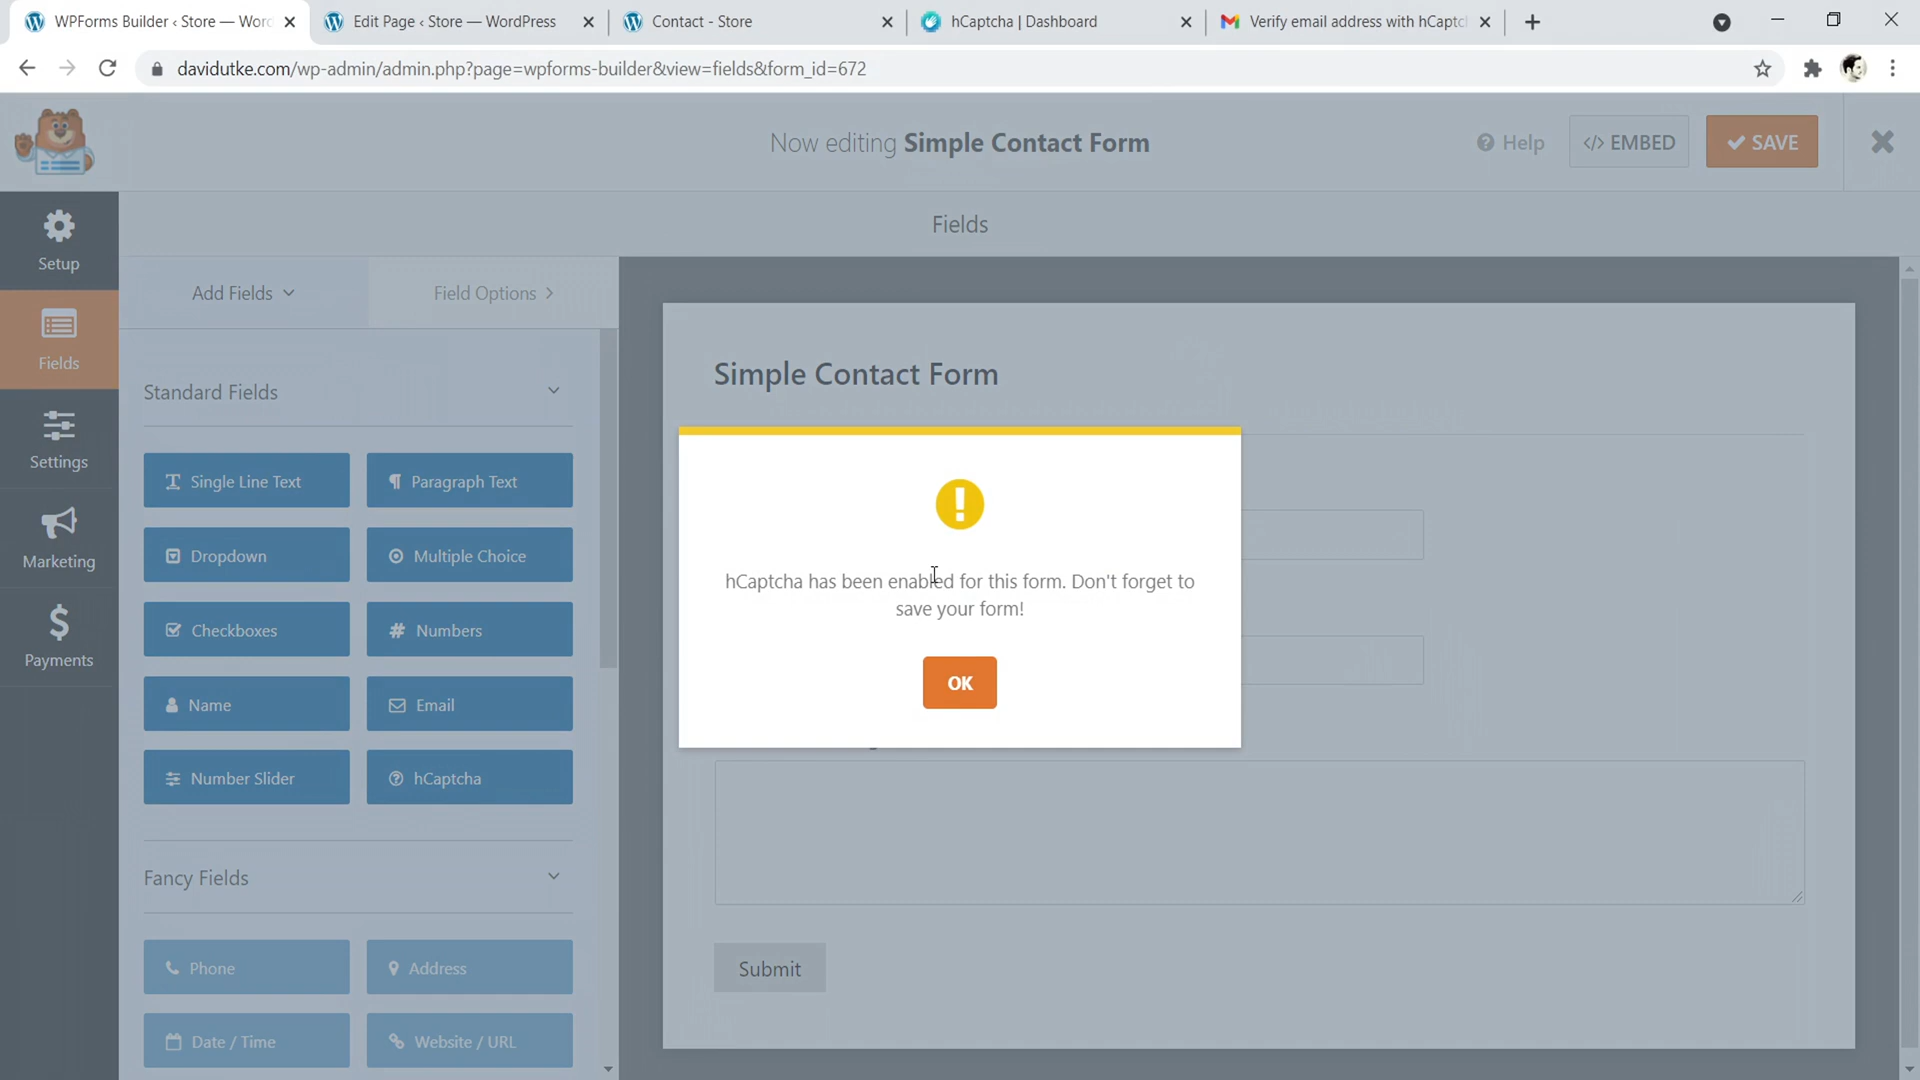 WPForms Builder ‹ Store — Word
Edit Page ‹ Store — WordPress
Contact - Store
hCaptcha | Dashboard
Verify email address with hCaptc
davidutke.com/wp-admin/admin.php?page=wpforms-builder&view=fields&form_id=672
Now editing Simple Contact Form
Help
</> EMBED
SAVE
Setup
Fields
Settings
Marketing
Payments
Fields
Add Fields
Field Options
Standard Fields
Single Line Text
Paragraph Text
Dropdown
Multiple Choice
Checkboxes
Numbers
Name
Email
Number Slider
hCaptcha
Fancy Fields
Phone
Address
Date / Time
Website / URL
Simple Contact Form
hCaptcha has been enabled for this form. Don't forget to
save your form!
OK
Submit